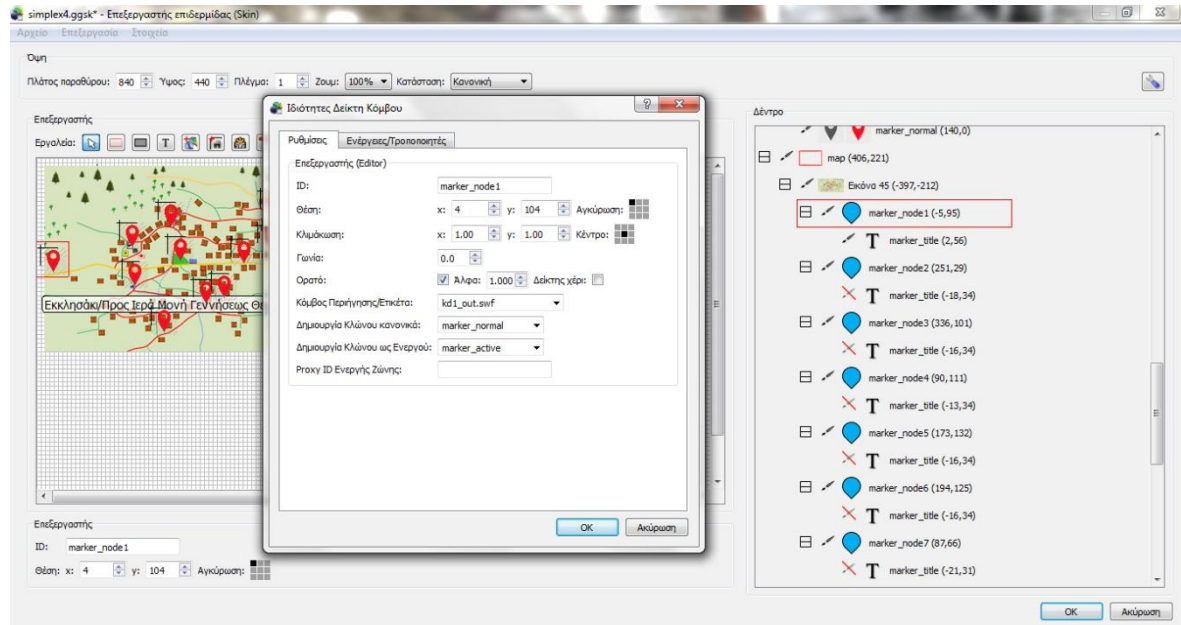 simplex4.ggsk* - Επεξεργαστής επιδερμίδας (Skin)
Αρχείο Επεξεργασία Στοιχεία
Όψη
Πλάτος παραθύρου: 840 Υψος: 440 Πλέγμα: 1 Ζουμ: 100% Κατάσταση: Κανονική
Επεξεργαστής
Εργαλεία: T
Εκκλησάκι/Προς Ιερά Μονή Γεννήσεως Θε
Επεξεργαστής
ID: marker_node1
Θέση: x: 4 y: 104 Αγκύρωση:
Ιδιότητες Δείκτη Κόμβου
Ρυθμίσεις Ενέργειες/Τροποποιητές
Επεξεργαστής (Editor)
ID: marker_node1
Θέση: x: 4 y: 104 Αγκύρωση:
Κλιμάκωση: x: 1.00 y: 1.00 Κέντρο:
Γωνία: 0.0
Ορατό: Άλφα: 1.000 Δείκτης χέρι:
Κόμβος Περιήγησης/Επικέτα: kd1_out.swf
Δημιουργία Κλώνου κανονικά: marker_normal
Δημιουργία Κλώνου ως Ενεργού: marker_active
Proxy ID Ενεργής Ζώνης:
OK Ακύρωση
Δέντρο
marker_normal (140,0)
map (406,221)
Εικόνα 45 (-397,-212)
marker_node1 (-5,95)
T marker_title (2,56)
marker_node2 (251,29)
T marker_title (-18,34)
marker_node3 (336,101)
T marker_title (-16,34)
marker_node4 (90,111)
T marker_title (-13,34)
marker_node5 (173,132)
T marker_title (-16,34)
marker_node6 (194,125)
T marker_title (-16,34)
marker_node7 (87,66)
T marker_title (-21,31)
OK Ακύρωση